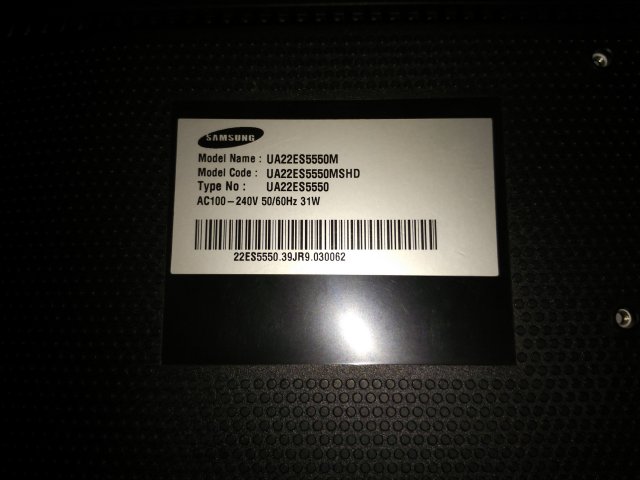 SAMSUNG
Model Name : UA22ES5550M
Model Code : UA22ES5550MSHD
Type No : UA22ES5550
AC100-240V 50/60Hz 31W
22ES5550.39JR9.030062